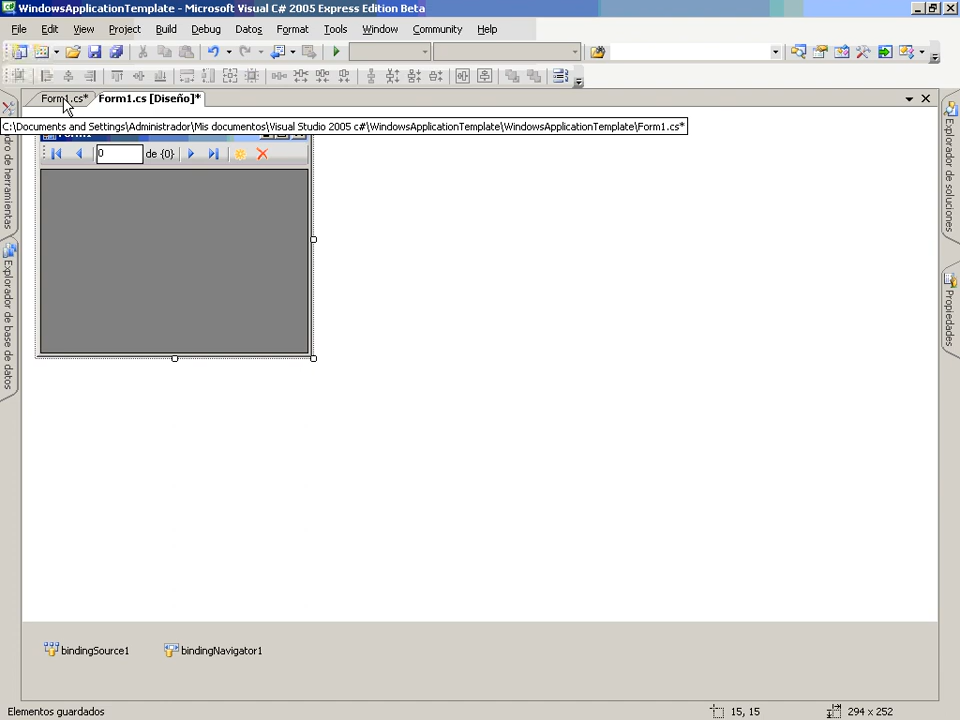 WindowsApplicationTemplate - Microsoft Visual C# 2005 Express Edition Beta
File Edit View Project Build Debug Datos Format Tools Window Community Help
Form1.cs* Form1.cs [Diseño]*
C:\Documents and Settings\Administrador\Mis documentos\Visual Studio 2005 c#\WindowsApplicationTemplate\WindowsApplicationTemplate\Form1.cs*
0 de {0}
dro de herramientas
Explorador de base de datos
Explorador de soluciones
Propiedades
bindingSource1 bindingNavigator1
Elementos guardados 15, 15 294 x 252